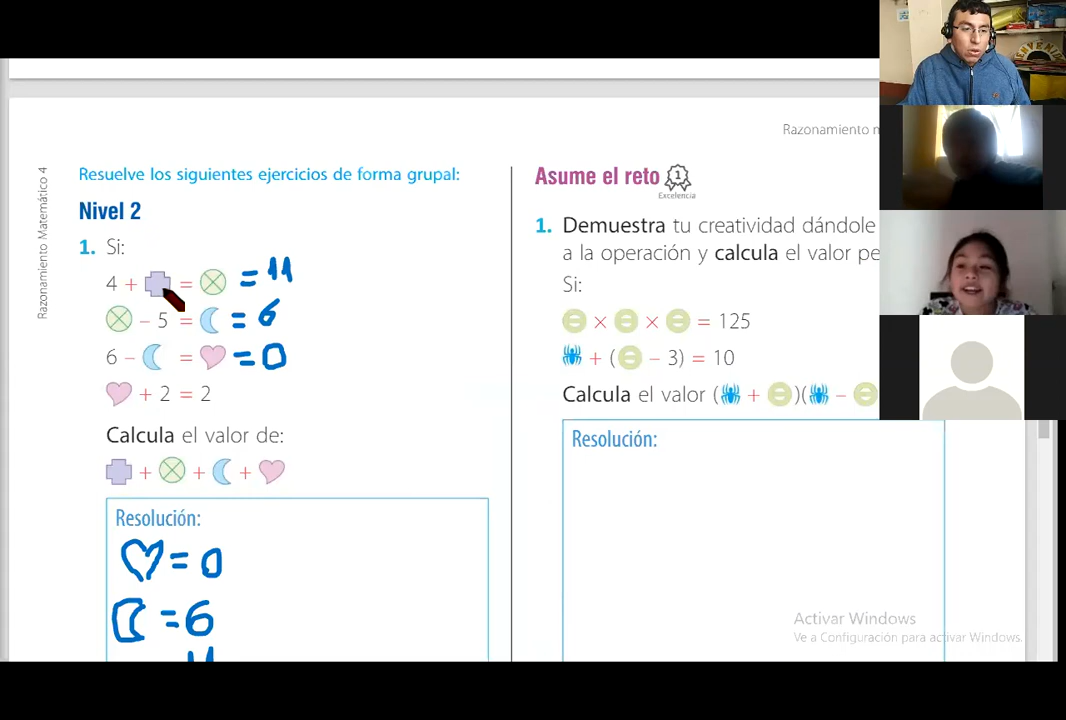 Razonamiento
Razonamiento Matemático 4
Resuelve los siguientes ejercicios de forma grupal:
Nivel 2
1. Si:
4 + = = 11
- 5 = = 6
6 - = = 0
+ 2 = 2
Calcula el valor de:
+ + +
Resolución:
= 0
= 6
Asume el reto 1
Excelencia
1. Demuestra tu creatividad dándole
a la operación y calcula el valor
Si:
× × = 125
+ ( - 3) = 10
Calcula el valor ( + )( -
Resolución:
Activar Windows
Ve a Configuración para activar Windows.